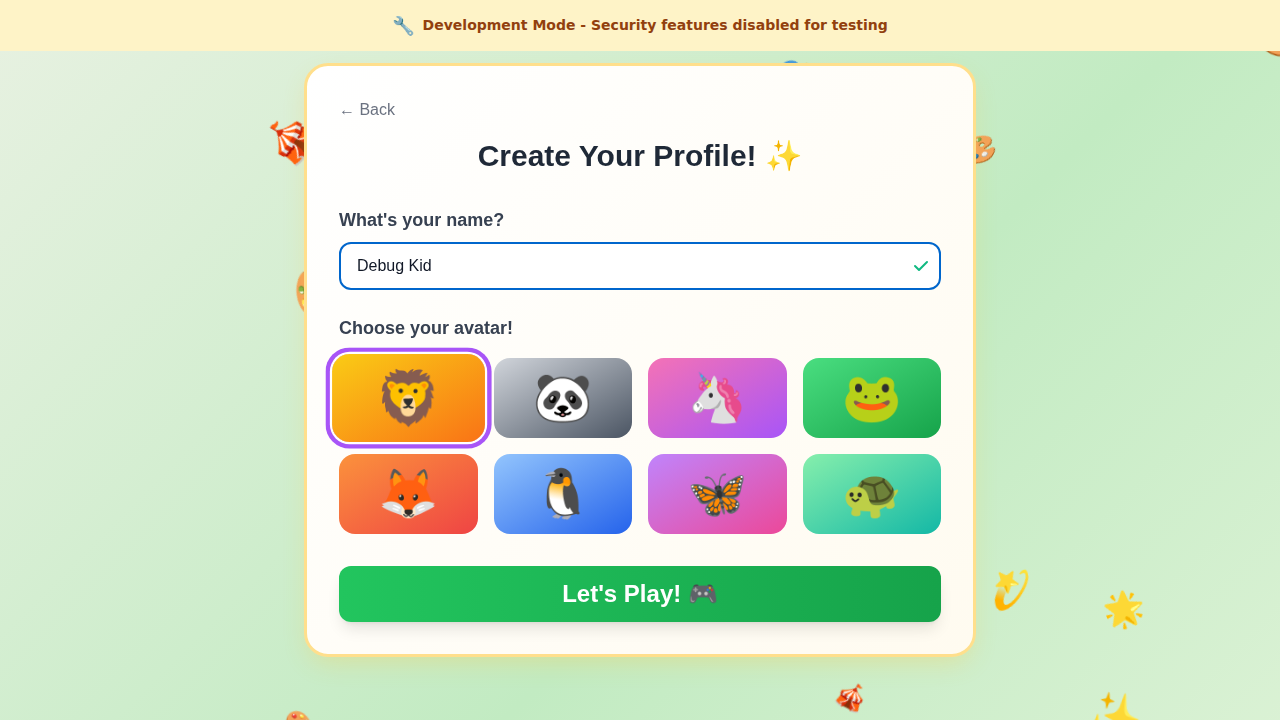 🔧 Development Mode - Security features disabled for testing
← Back
Create Your Profile! ✨
What's your name?
Debug Kid
Choose your avatar!
Let's Play! 🎮